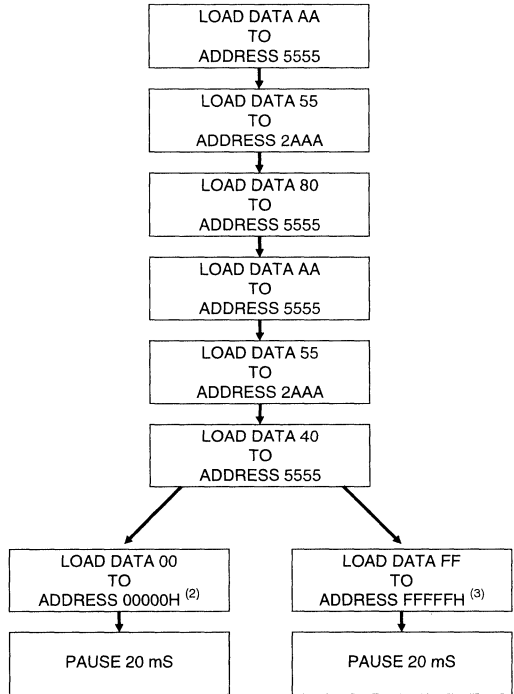 LOAD DATA AA
TO
ADDRESS 5555
LOAD DATA 55
TO
ADDRESS 2AAA
LOAD DATA 80
TO
ADDRESS 5555
LOAD DATA AA
TO
ADDRESS 5555
LOAD DATA 55
TO
ADDRESS 2AAA
LOAD DATA 40
TO
ADDRESS 5555
LOAD DATA 00
TO
ADDRESS 00000H (2)
PAUSE 20 mS
LOAD DATA FF
TO
ADDRESS FFFFFH (3)
PAUSE 20 mS